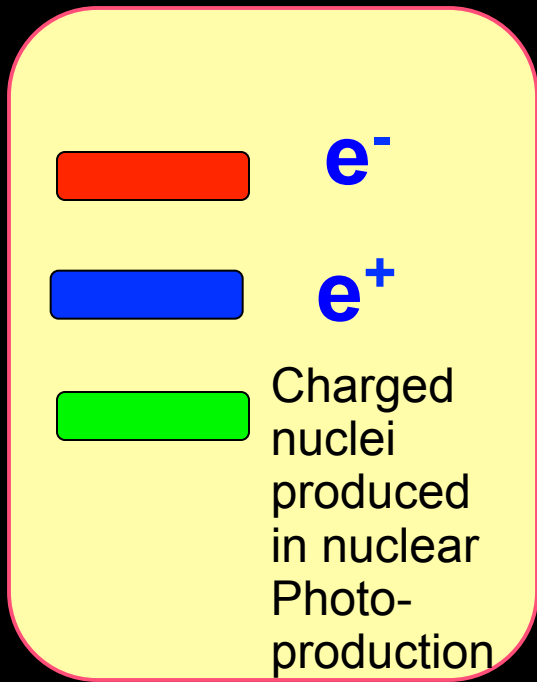 e⁻
e⁺
Charged
nuclei
produced
in nuclear
Photo-
production